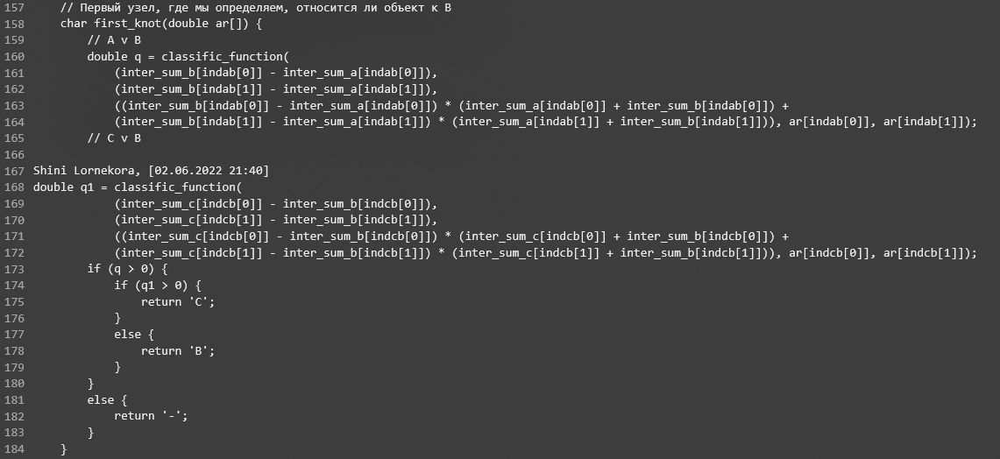 157     // Первый узел, где мы определяем, относится ли объект к B
158     char first_knot(double ar[]) {
159         // A v B
160         double q = classific_function(
161             (inter_sum_b[indab[0]] - inter_sum_a[indab[0]]),
162             (inter_sum_b[indab[1]] - inter_sum_a[indab[1]]),
163             ((inter_sum_b[indab[0]] - inter_sum_a[indab[0]]) * (inter_sum_a[indab[0]] + inter_sum_b[indab[0]]) +
164             (inter_sum_b[indab[1]] - inter_sum_a[indab[1]]) * (inter_sum_a[indab[1]] + inter_sum_b[indab[1]])), ar[indab[0]], ar[indab[1]]);
165         // C v B
166
167 Shini Lornekora, [02.06.2022 21:40]
168 double q1 = classific_function(
169             (inter_sum_c[indcb[0]] - inter_sum_b[indcb[0]]),
170             (inter_sum_c[indcb[1]] - inter_sum_b[indcb[1]]),
171             ((inter_sum_c[indcb[0]] - inter_sum_b[indcb[0]]) * (inter_sum_c[indcb[0]] + inter_sum_b[indcb[0]]) +
172             (inter_sum_c[indcb[1]] - inter_sum_b[indcb[1]]) * (inter_sum_c[indcb[1]] + inter_sum_b[indcb[1]])), ar[indcb[0]], ar[indcb[1]]);
173         if (q > 0) {
174             if (q1 > 0) {
175                 return 'C';
176             }
177             else {
178                 return 'B';
179             }
180         }
181         else {
182             return '-';
183         }
184     }